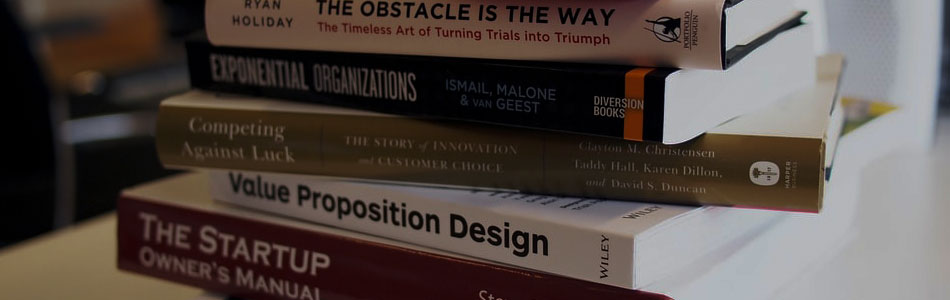 RYAN
HOLIDAY
THE OBSTACLE IS THE WAY
The Timeless Art of Turning Trials into Triumph
PORTFOLIO
PENGUIN
EXPONENTIAL ORGANIZATIONS
ISMAIL, MALONE
& VAN GEEST
DIVERSION
BOOKS
Competing
Against Luck
THE STORY OF INNOVATION
and CUSTOMER CHOICE
Clayton M. Christensen
Taddy Hall, Karen Dillon,
and David S. Duncan
HARPER
BUSINESS
Value Proposition Design
WILEY
WILEY
THE STARTUP
OWNER'S MANUAL